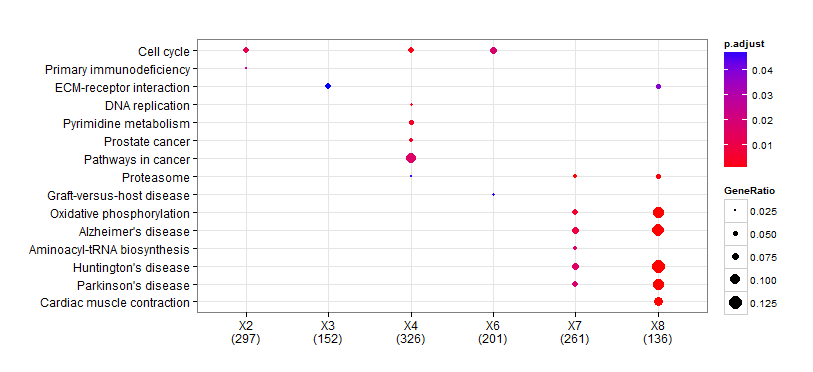 Cell cycle
Primary immunodeficiency
ECM-receptor interaction
DNA replication
Pyrimidine metabolism
Prostate cancer
Pathways in cancer
Proteasome
Graft-versus-host disease
Oxidative phosphorylation
Alzheimer's disease
Aminoacyl-tRNA biosynthesis
Huntington's disease
Parkinson's disease
Cardiac muscle contraction
X2 X3 X4 X6 X7 X8
(297) (152) (326) (201) (261) (136)
p.adjust
0.04
0.03
0.02
0.01
GeneRatio
0.025
0.050
0.075
0.100
0.125